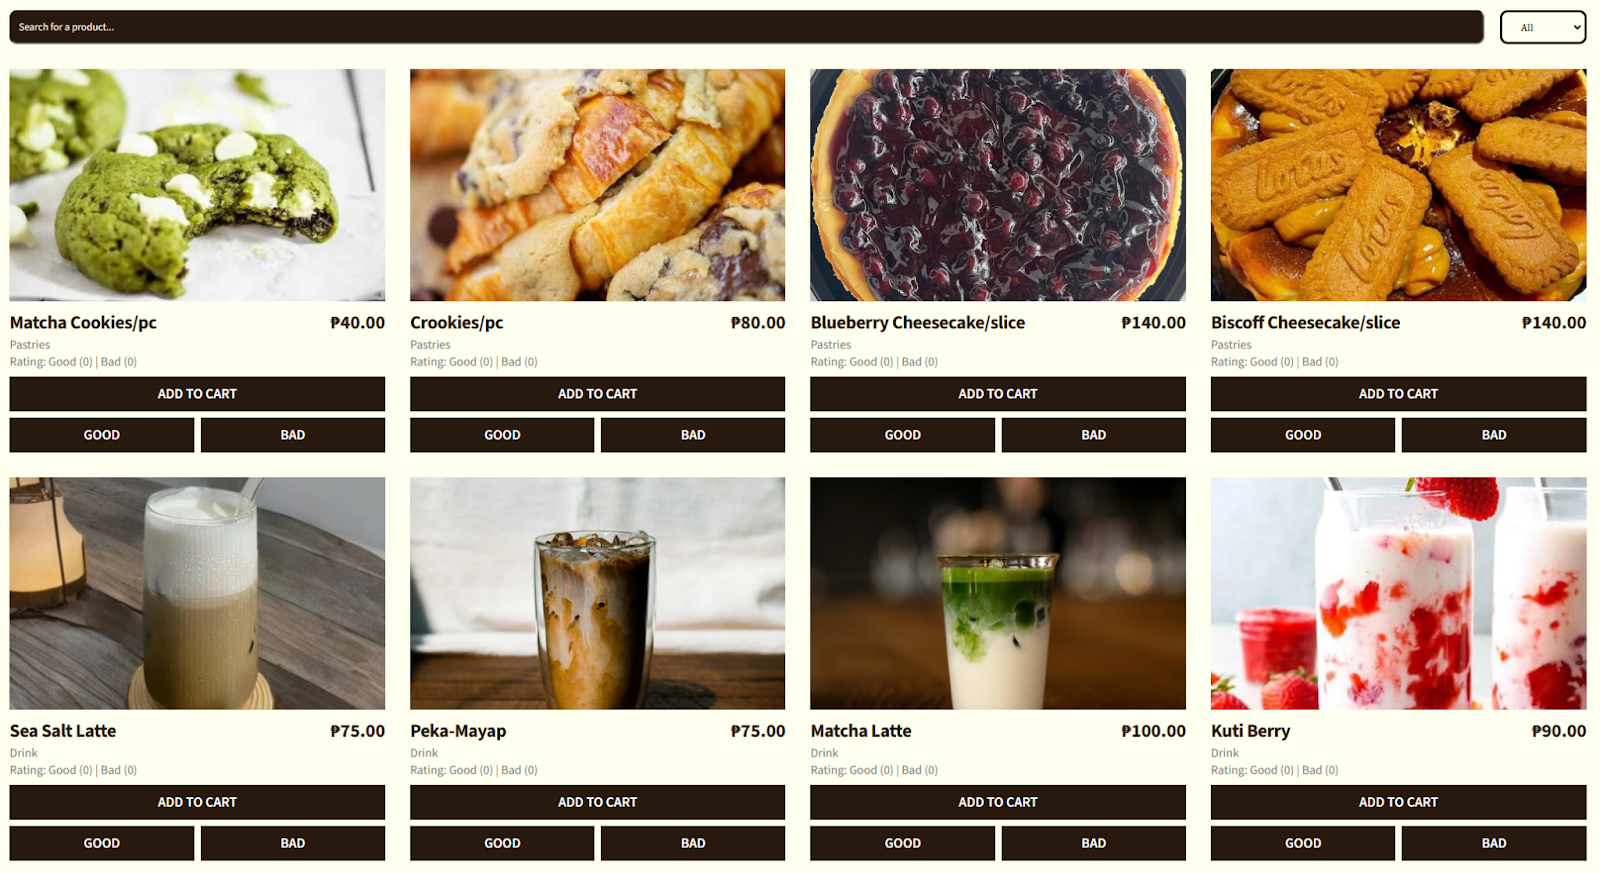 Search for a product...
All
Lotus
Lotus
Matcha Cookies/pc ₱40.00
Pastries
Rating: Good (0) | Bad (0)
ADD TO CART
GOOD BAD
Crookies/pc ₱80.00
Pastries
Rating: Good (0) | Bad (0)
ADD TO CART
GOOD BAD
Blueberry Cheesecake/slice ₱140.00
Pastries
Rating: Good (0) | Bad (0)
ADD TO CART
GOOD BAD
Biscoff Cheesecake/slice ₱140.00
Pastries
Rating: Good (0) | Bad (0)
ADD TO CART
GOOD BAD
Sea Salt Latte ₱75.00
Drink
Rating: Good (0) | Bad (0)
ADD TO CART
GOOD BAD
Peka-Mayap ₱75.00
Drink
Rating: Good (0) | Bad (0)
ADD TO CART
GOOD BAD
Matcha Latte ₱100.00
Drink
Rating: Good (0) | Bad (0)
ADD TO CART
GOOD BAD
Kuti Berry ₱90.00
Drink
Rating: Good (0) | Bad (0)
ADD TO CART
GOOD BAD